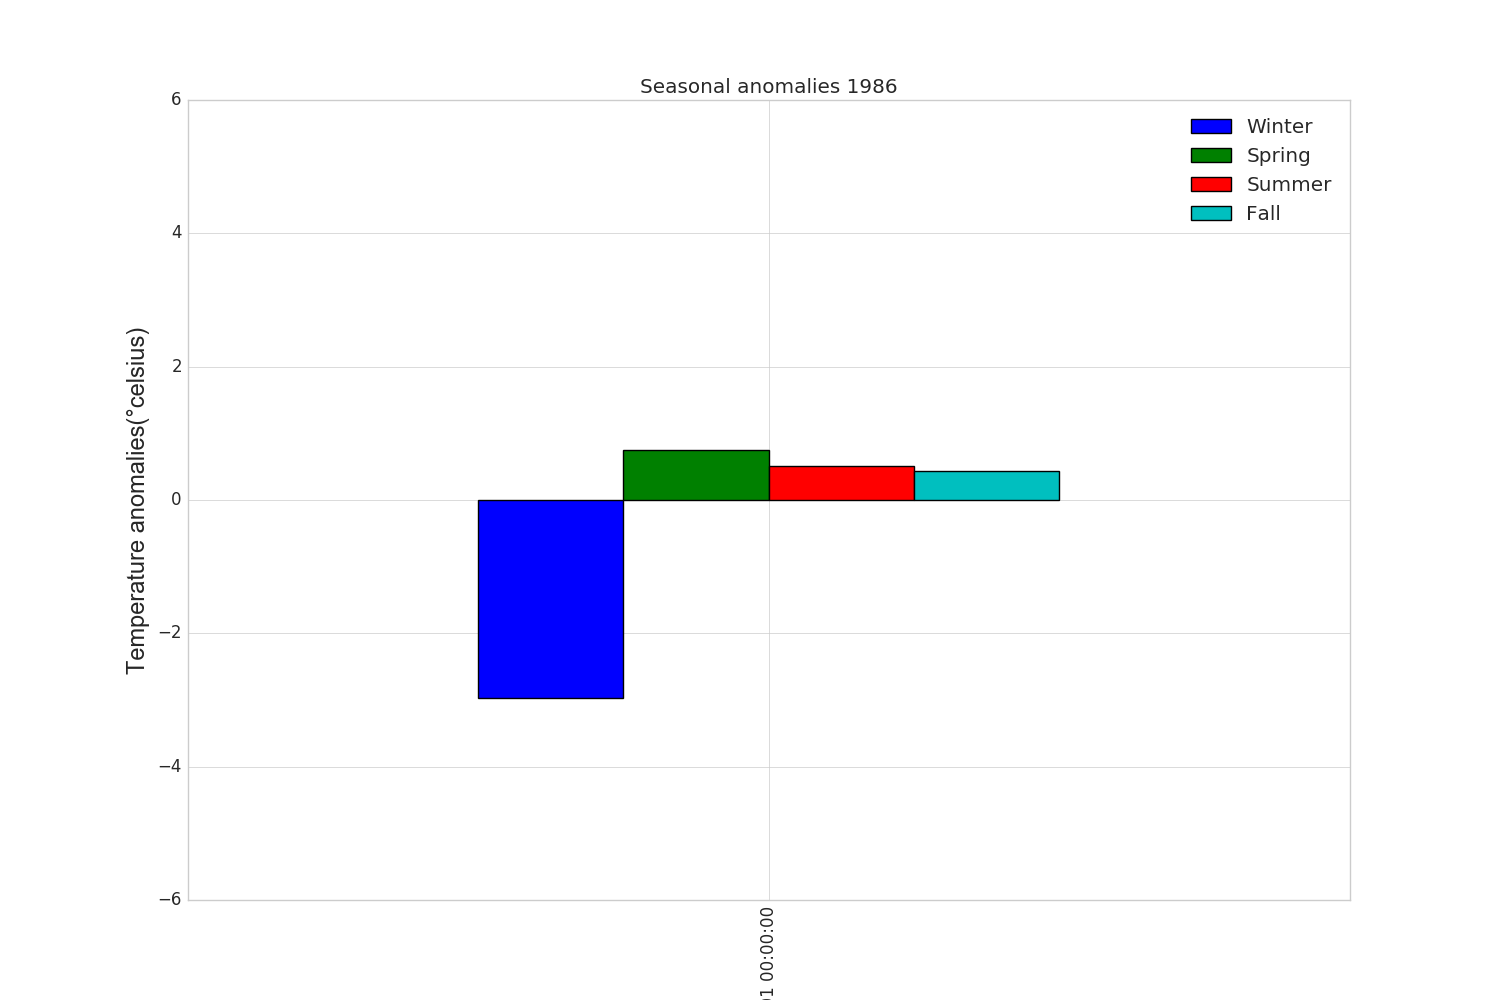 Seasonal anomalies 1986
Winter
Spring
Summer
Fall
6
4
2
0
−2
−4
−6
Temperature anomalies(°celsius)
00:00:00